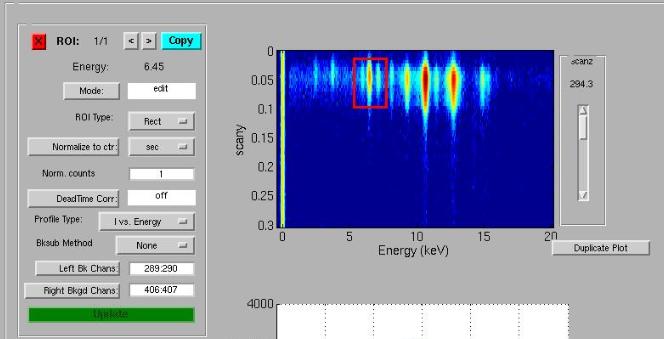 X ROI: 1/1 < > Copy
Energy: 6.45
Mode: edit
ROI Type: Rect
Normalize to ctr: sec
Norm. counts 1
DeadTime Corr: off
Profile Type: I vs. Energy
Bksub Method None
Left Bk Chans: 289:290
Right Bkgd Chans: 406:407
Update
0
0.05
0.1
0.15
0.2
0.25
0.3
scany
0 5 10 15 20
Energy (keV)
scanz
294.3
Duplicate Plot
4000